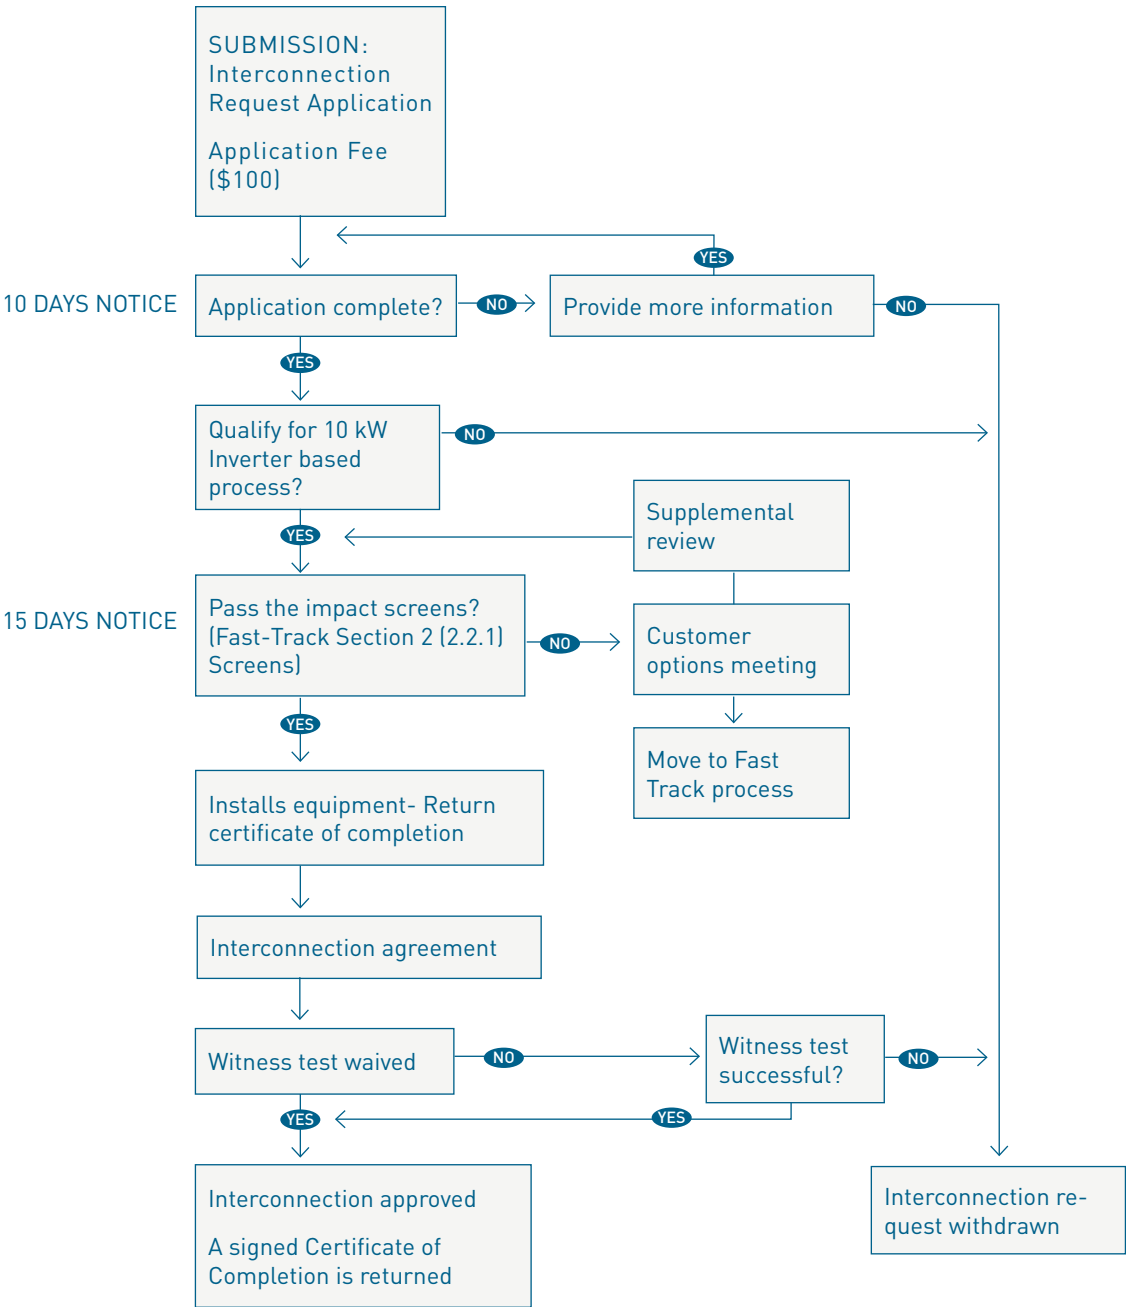 SUBMISSION:
Interconnection
Request Application
Application Fee
($100)
YES
10 DAYS NOTICE
Application complete?
NO
Provide more information
NO
YES
Qualify for 10 kW
Inverter based
process?
NO
Supplemental
review
YES
15 DAYS NOTICE
Pass the impact screens?
(Fast-Track Section 2 (2.2.1)
Screens)
NO
Customer
options meeting
YES
Move to Fast
Track process
Installs equipment- Return
certificate of completion
Interconnection agreement
Witness test waived
NO
Witness test
successful?
NO
YES
YES
Interconnection approved
A signed Certificate of
Completion is returned
Interconnection re-
quest withdrawn